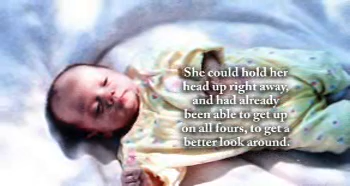 She could hold her
head up right away,
and had already
been able to get up
on all fours, to get a
better look around.